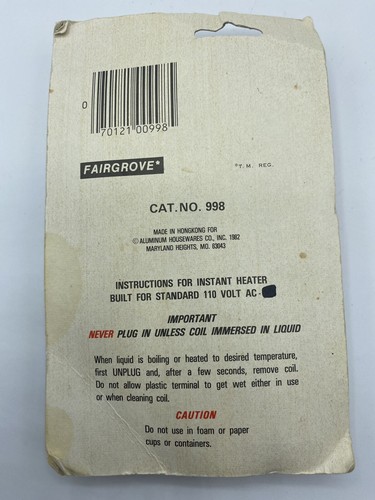 0
70121 00998
FAIRGROVE*
*T.M. REG.
CAT. NO. 998
MADE IN HONGKONG FOR
© ALUMINUM HOUSEWARES CO., INC. 1982
MARYLAND HEIGHTS, MO. 63043
INSTRUCTIONS FOR INSTANT HEATER
BUILT FOR STANDARD 110 VOLT AC-
IMPORTANT
NEVER PLUG IN UNLESS COIL IMMERSED IN LIQUID
When liquid is boiling or heated to desired temperature,
first UNPLUG and, after a few seconds, remove coil.
Do not allow plastic terminal to get wet either in use
or when cleaning coil.
CAUTION
Do not use in foam or paper
cups or containers.